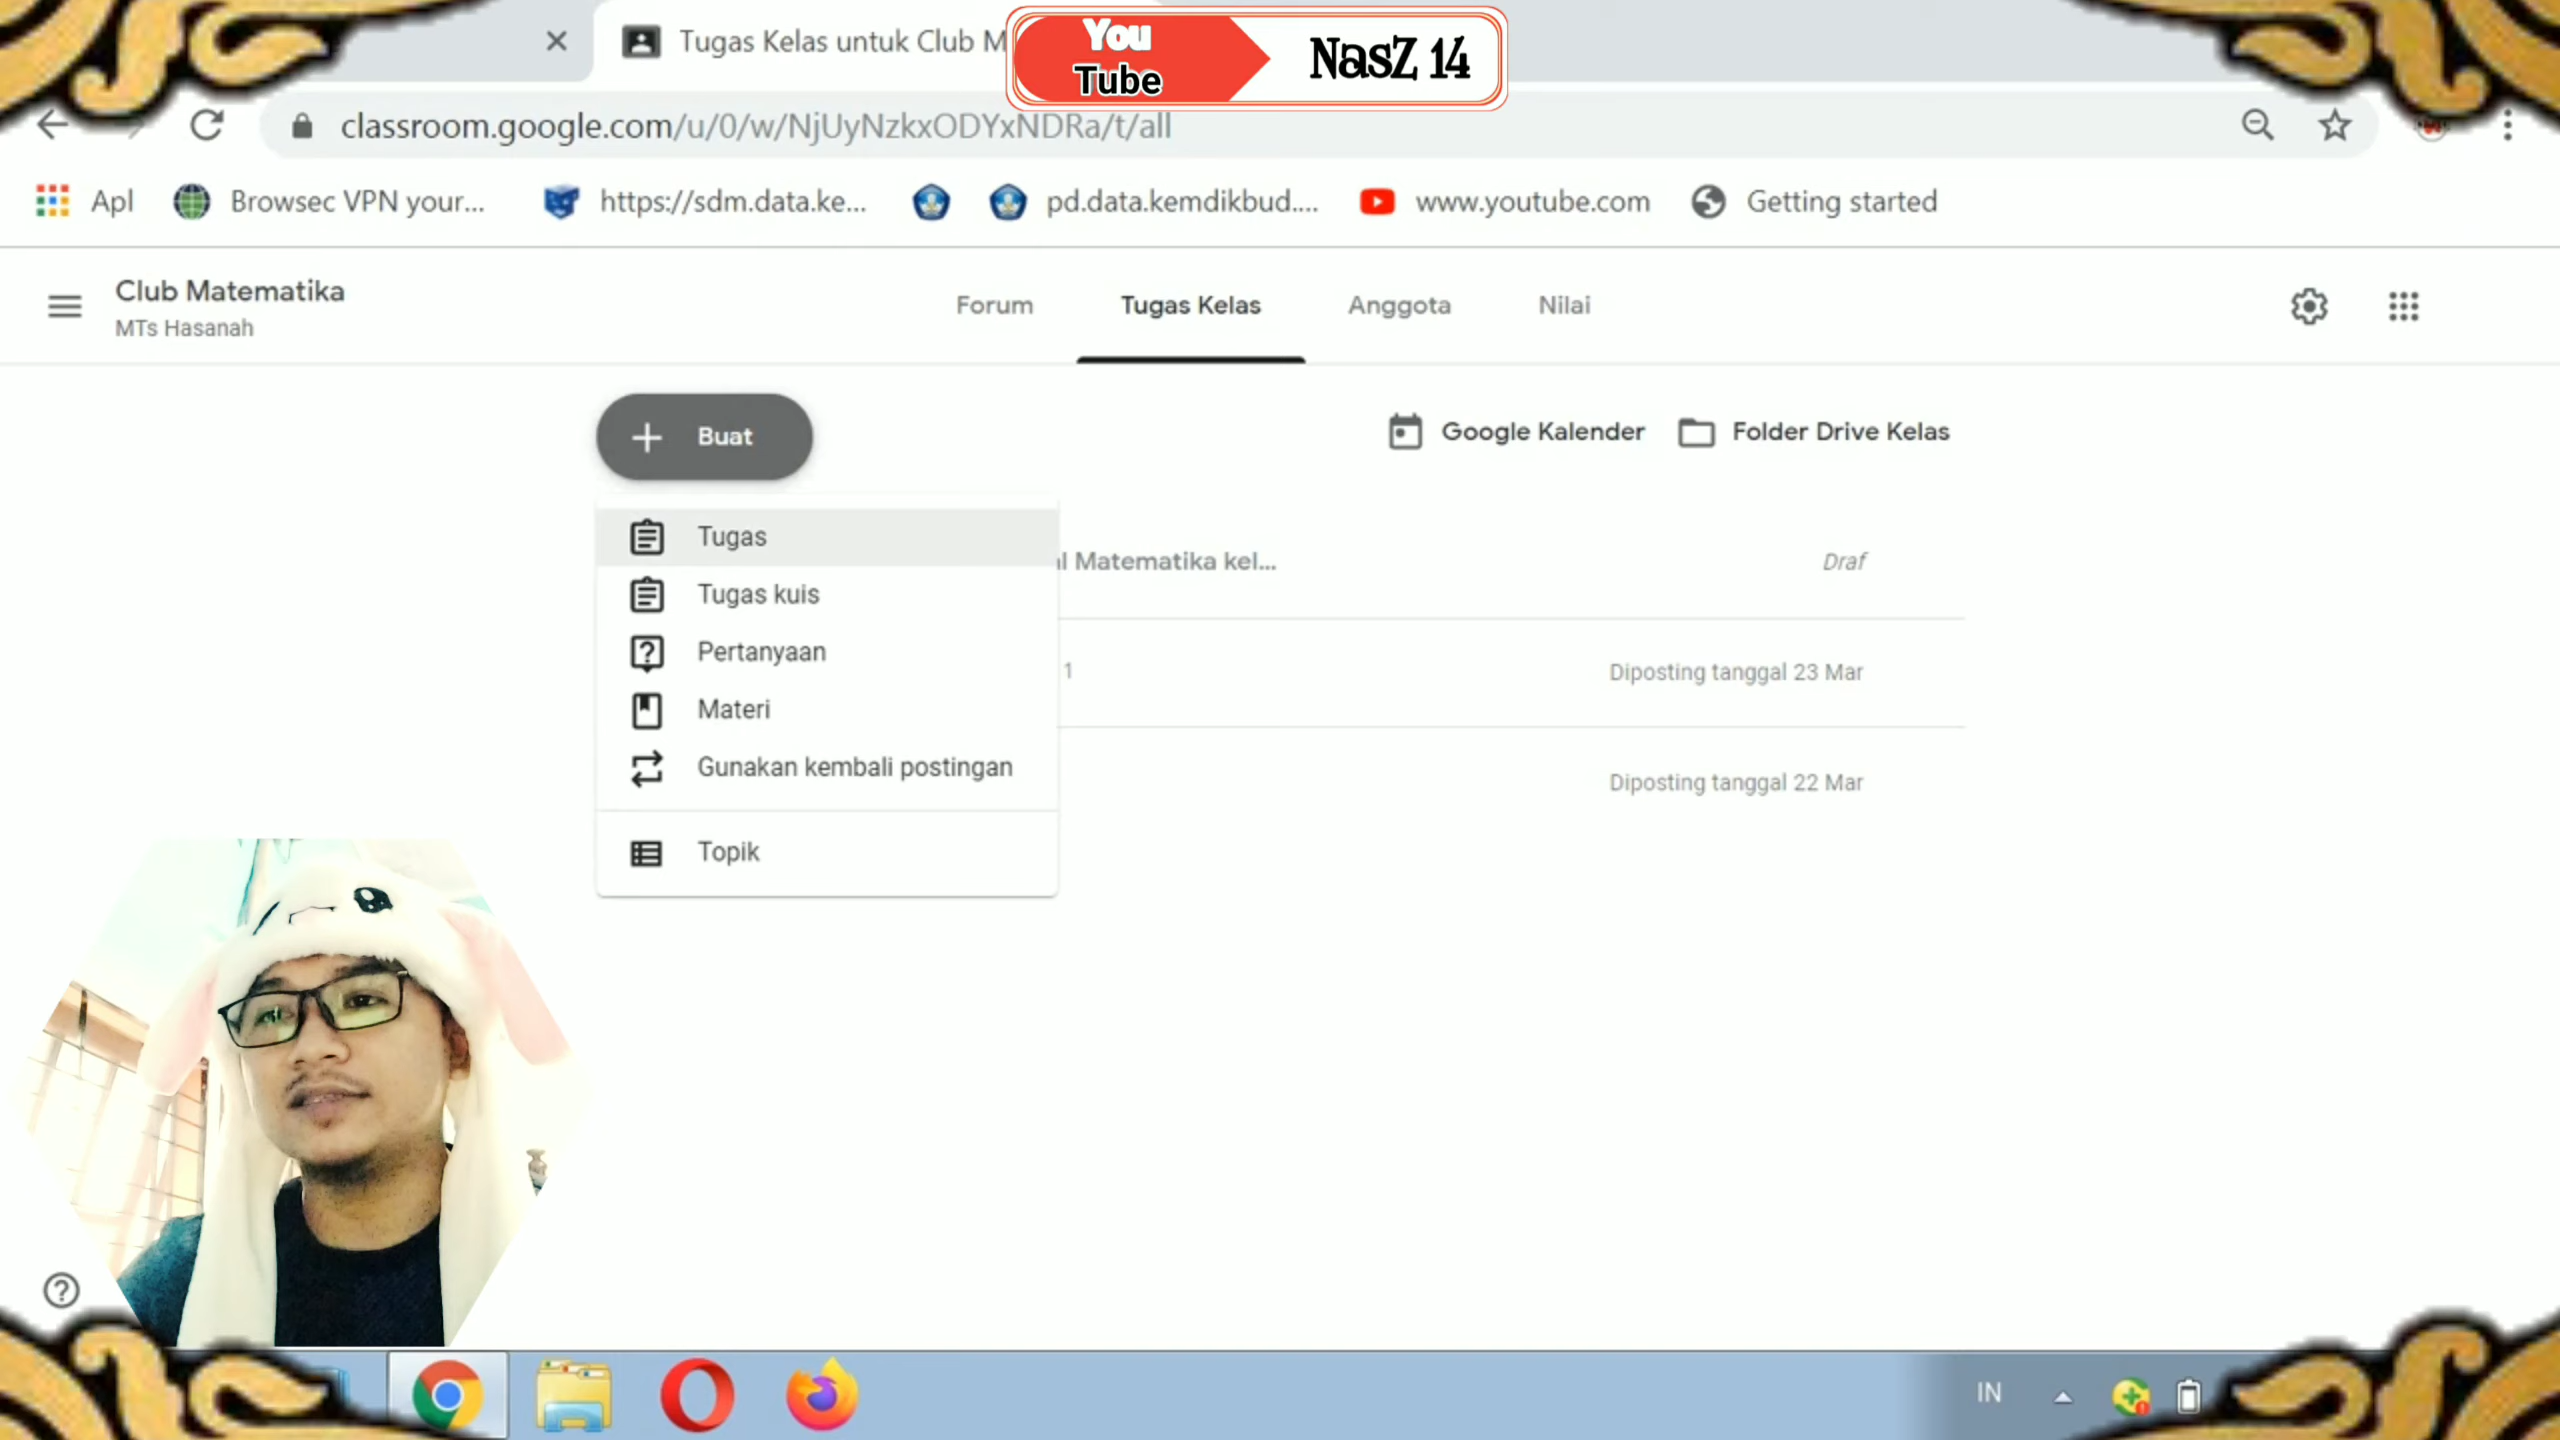 Tugas Kelas untuk Club M
You
Tube
NasZ 14
classroom.google.com/u/0/w/NjUyNzkxODYxNDRa/t/all
Apl
Browsec VPN your...
https://sdm.data.ke...
pd.data.kemdikbud....
www.youtube.com
Getting started
Club Matematika
MTs Hasanah
Forum
Tugas Kelas
Anggota
Nilai
Buat
Google Kalender
Folder Drive Kelas
Tugas
Tugas kuis
Pertanyaan
Materi
Gunakan kembali postingan
Topik
l Matematika kel...
Draf
1
Diposting tanggal 23 Mar
Diposting tanggal 22 Mar
IN